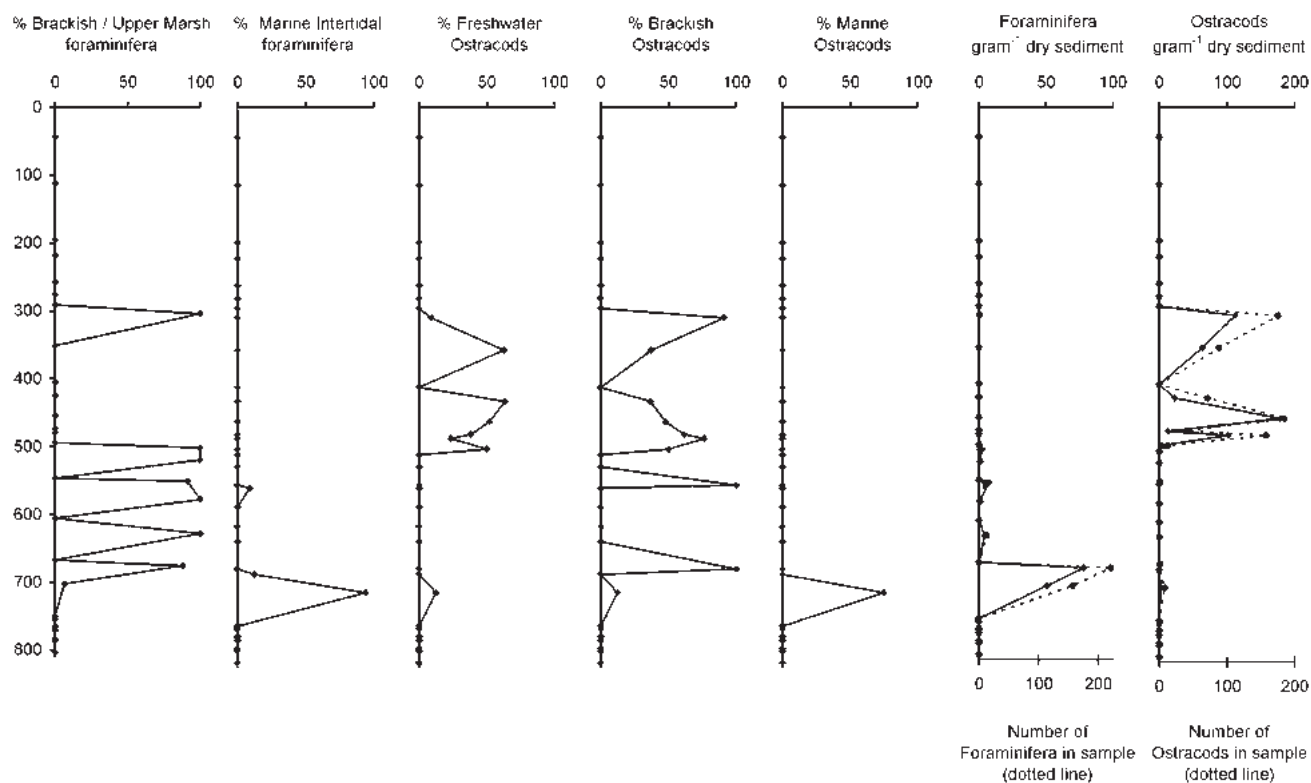 % Brackish / Upper Marsh
foraminifera
% Marine Intertidal
foraminifera
% Freshwater
Ostracods
% Brackish
Ostracods
% Marine
Ostracods
Foraminifera
gram⁻¹ dry sediment
Ostracods
gram⁻¹ dry sediment
0 50 100
0 50 100
0 50 100
0 50 100
0 50 100
0 50 100
0 100 200
0
100
200
300
400
500
600
700
800
0 100 200
0 100 200
Number of
Foraminifera in sample
(dotted line)
Number of
Ostracods in sample
(dotted line)